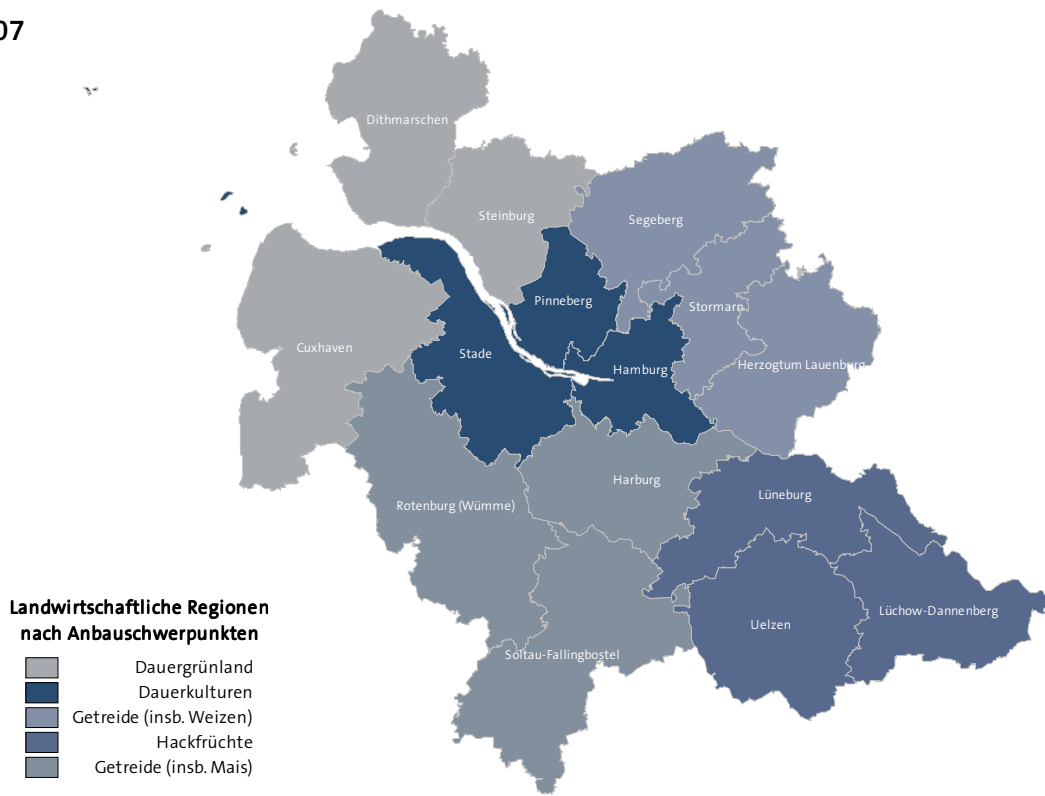 07
Dithmarschen
Steinburg
Segeberg
Pinneberg
Stormarn
Cuxhaven
Stade
Hamburg
Herzogtum Lauenburg
Harburg
Lüneburg
Rotenburg (Wümme)
Lüchow-Dannenberg
Uelzen
Soltau-Fallingbostel
Landwirtschaftliche Regionen
nach Anbauschwerpunkten
Dauergrünland
Dauerkulturen
Getreide (insb. Weizen)
Hackfrüchte
Getreide (insb. Mais)